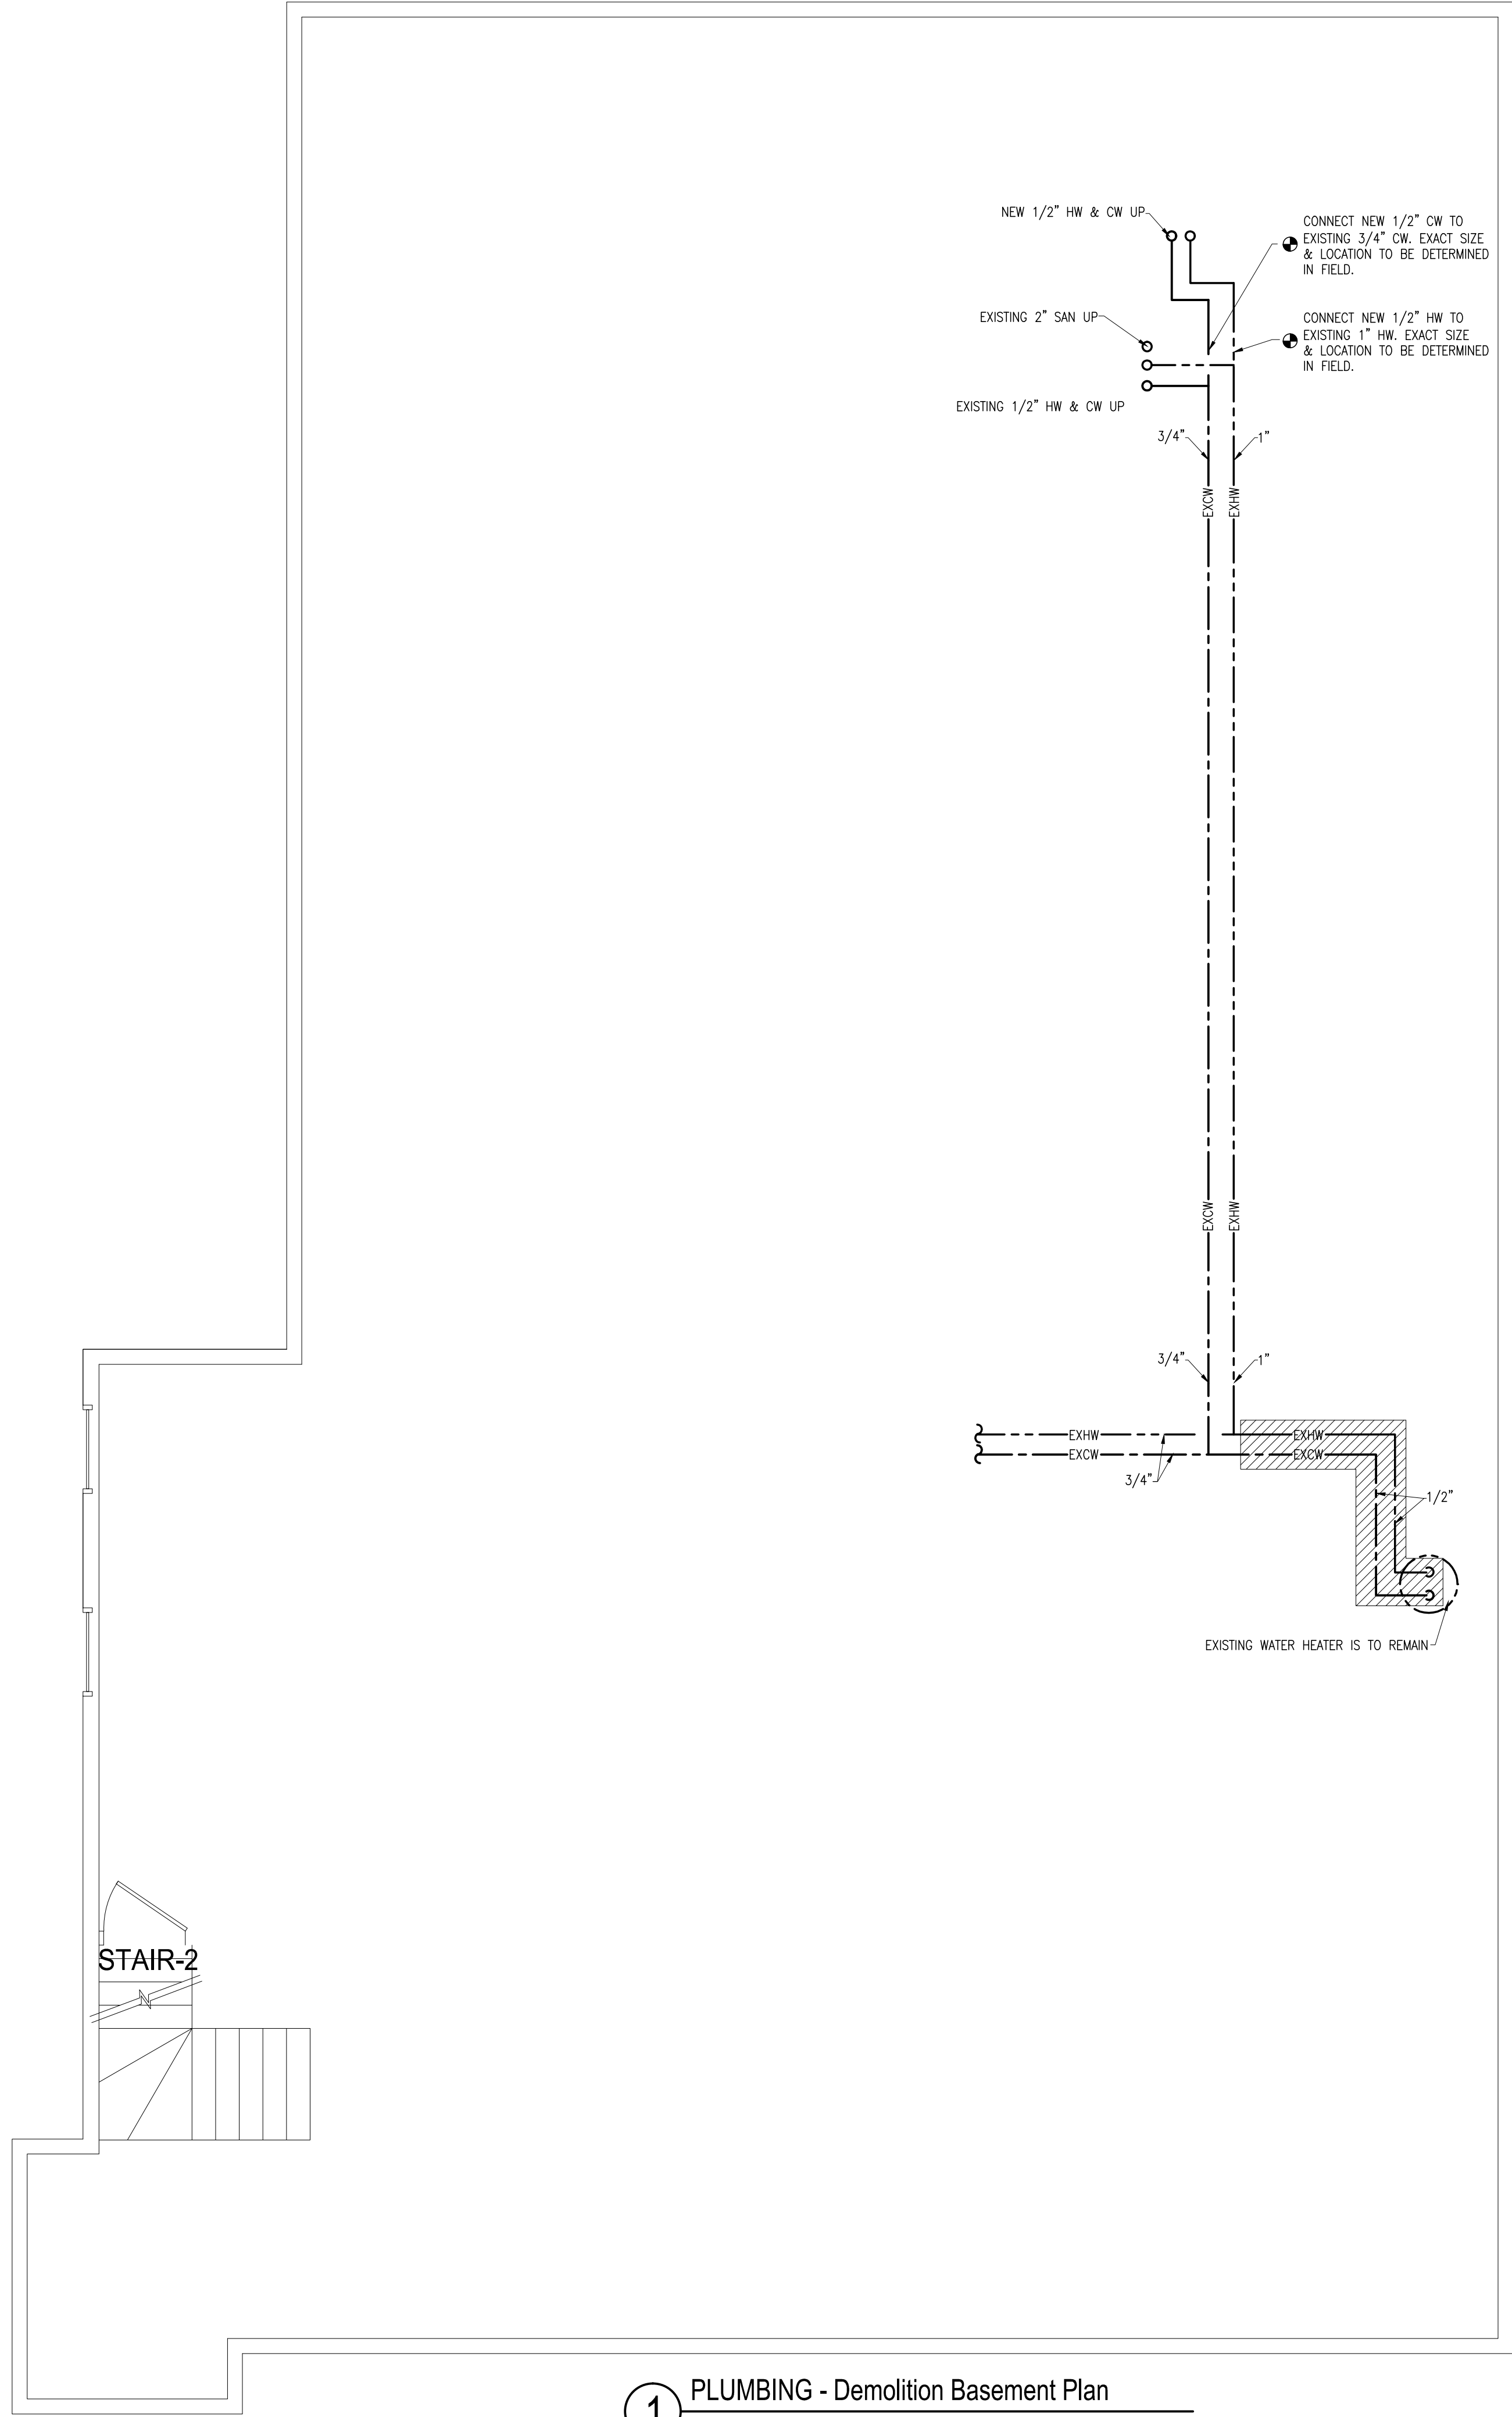 NEW 1/2" HW & CW UP
CONNECT NEW 1/2" CW TO
EXISTING 3/4" CW. EXACT SIZE
& LOCATION TO BE DETERMINED
IN FIELD.
EXISTING 2" SAN UP
CONNECT NEW 1/2" HW TO
EXISTING 1" HW. EXACT SIZE
& LOCATION TO BE DETERMINED
IN FIELD.
EXISTING 1/2" HW & CW UP
3/4"
1"
EXCW
EXHW
EXCW
EXHW
3/4"
1"
EXHW
EXHW
EXCW
EXCW
3/4"
1/2"
EXISTING WATER HEATER IS TO REMAIN
STAIR-2
PLUMBING - Demolition Basement Plan
1